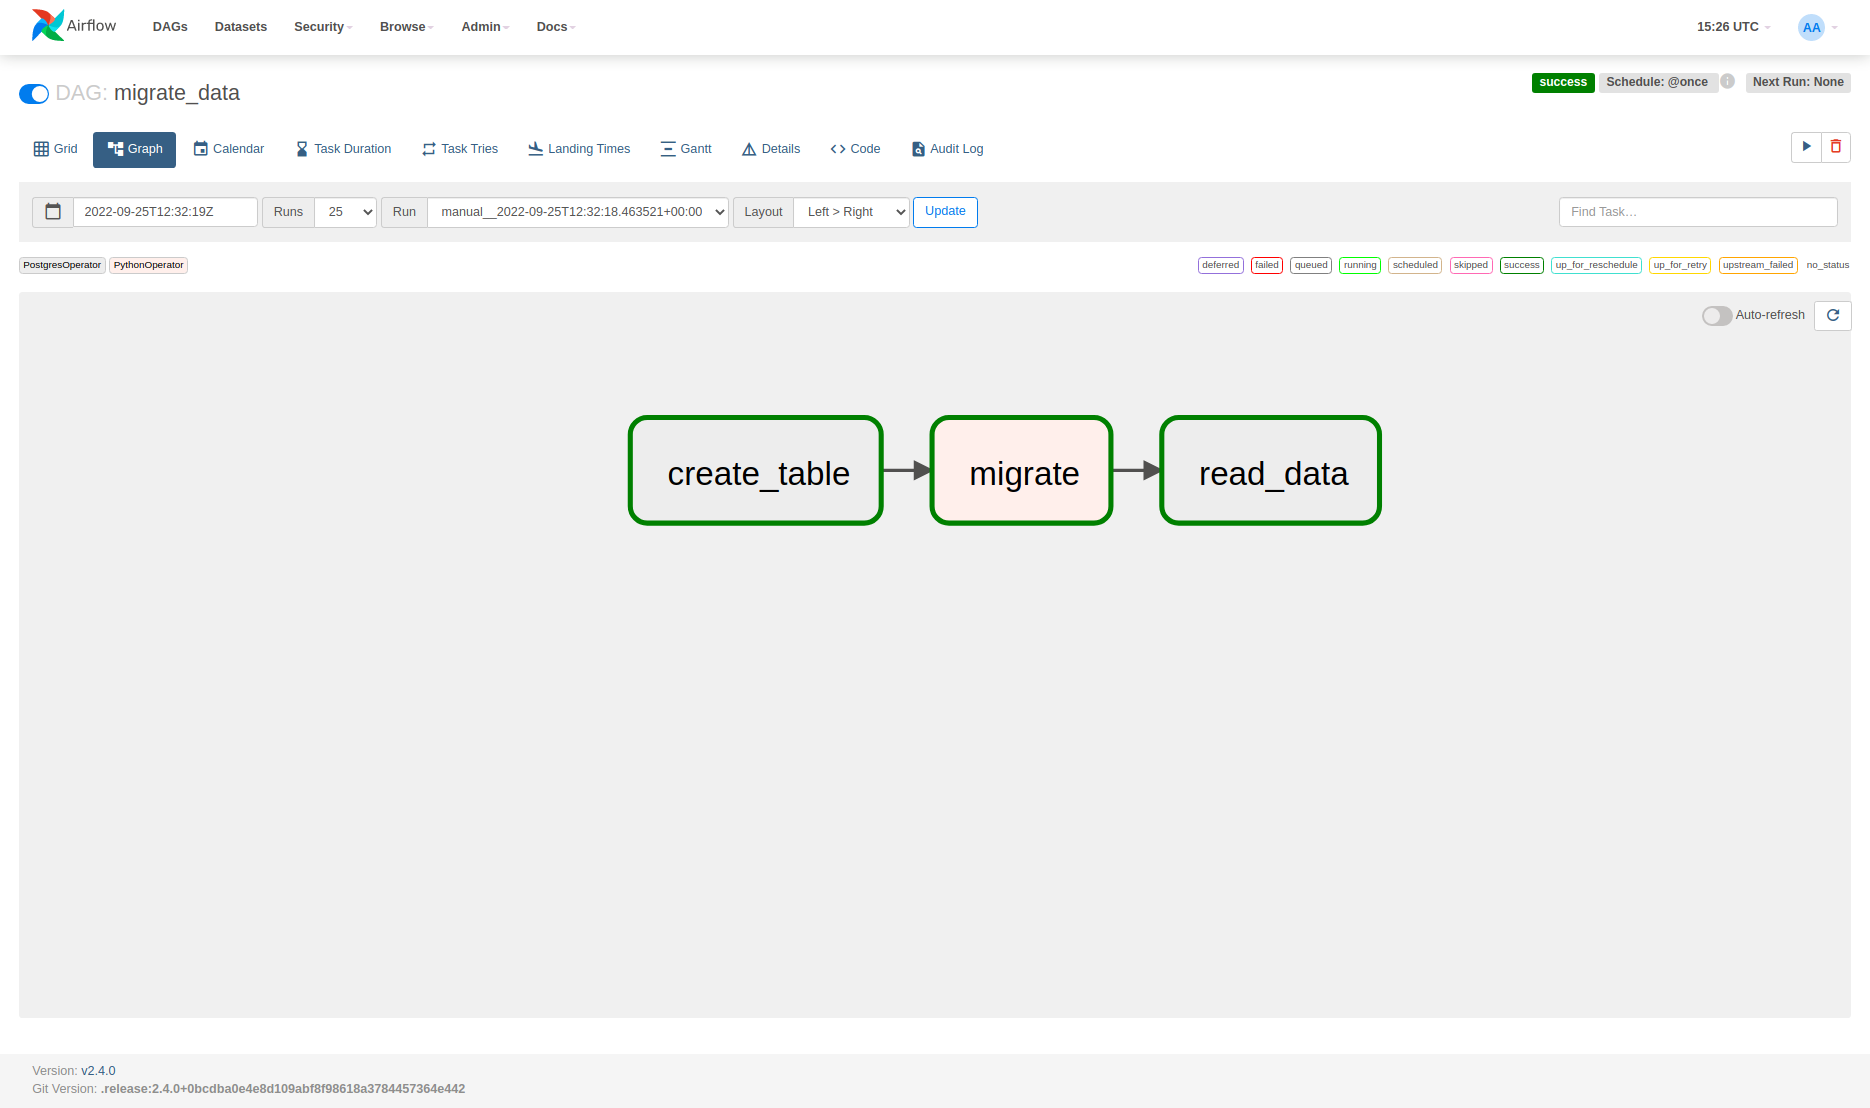 Airflow DAGs Datasets Security Browse Admin Docs 15:26 UTC AA
DAG: migrate_data success Schedule: @once Next Run: None
Grid Graph Calendar Task Duration Task Tries Landing Times Gantt Details Code Audit Log
2022-09-25T12:32:19Z Runs 25 Run manual__2022-09-25T12:32:18.463521+00:00 Layout Left > Right Update Find Task...
PostgresOperator PythonOperator deferred failed queued running scheduled skipped success up_for_reschedule up_for_retry upstream_failed no_status
Auto-refresh
create_table migrate read_data
Version: v2.4.0
Git Version: .release:2.4.0+0bcdba0e4e8d109abf8f98618a3784457364e442